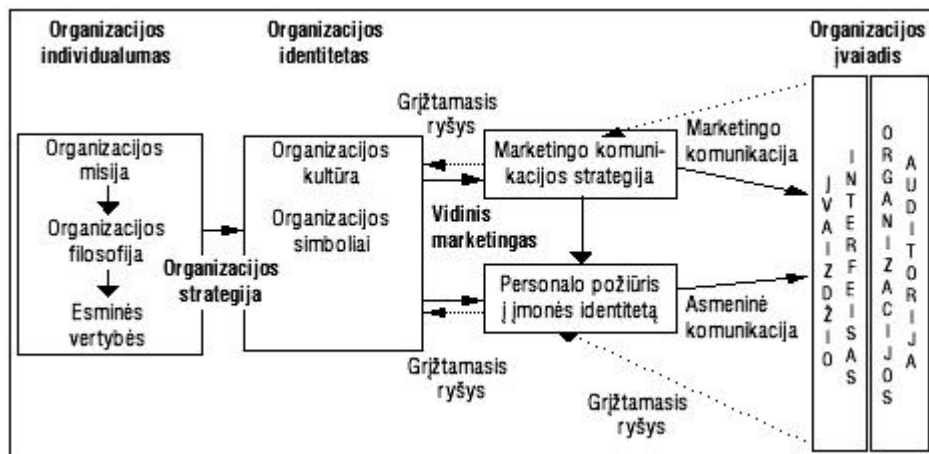 Organizacijos
individualumas
Organizacijos
identitetas
Organizacijos
įvaiadis
Organizacijos
misija
Organizacijos
filosofija
Esminės
vertybės
Organizacijos
strategija
Organizacijos
kultūra
Organizacijos
simboliai
Grįžtamasis
ryšys
Vidinis
marketingas
Grįžtamasis
ryšys
Marketingo komuni-
kacijos strategija
Personalo požiūris
į įmonės identitetą
Marketingo
komunikacija
Asmeninė
komunikacija
Grįžtamasis
ryšys
ĮVAIZDŽIO
INTERFEISAS
ORGANIZACIJOS
AUDITORIJA